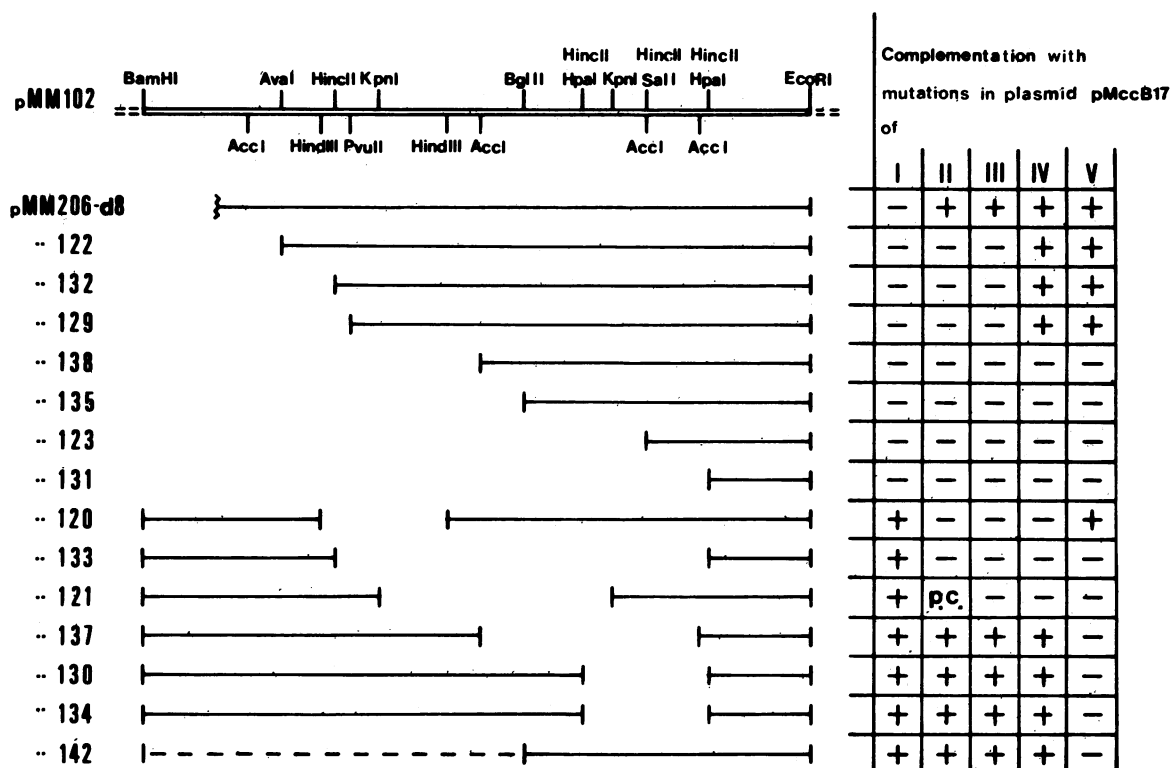 Complementation with
mutations in plasmid pMccB17
of
HincII HincII HincII
BamHI AvaI HincII KpnI BglII HpaI KpnI SalI HpaI EcoRI
pMM102
AccI HindIII PvuII HindIII AccI AccI AccI
I II III IV V
pMM206-d8 - + + + +
" 122 - - - + +
" 132 - - - + +
" 129 - - - + +
" 138 - - - - -
" 135 - - - - -
" 123 - - - - -
" 131 - - - - -
" 120 + - - - +
" 133 + - - - -
" 121 + p.c. - - -
" 137 + + + + -
" 130 + + + + -
" 134 + + + + -
" 142 + + + + -